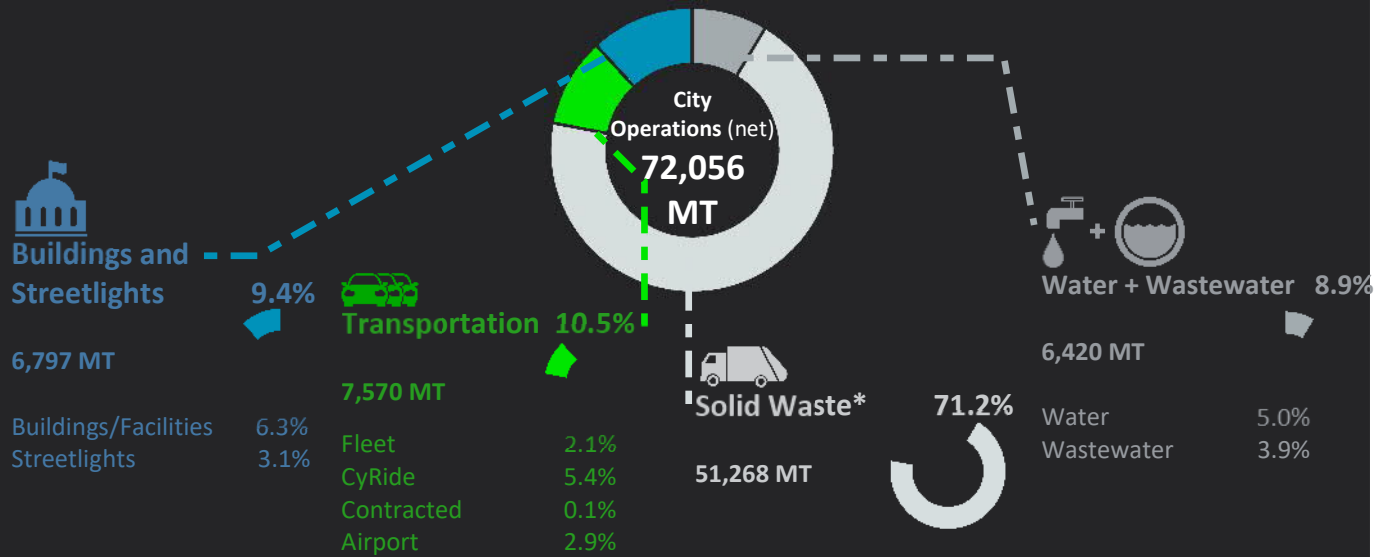 City
Operations (net)
72,056
MT
Buildings and
Streetlights 9.4%
6,797 MT
Buildings/Facilities 6.3%
Streetlights 3.1%
Transportation 10.5%
7,570 MT
Fleet 2.1%
CyRide 5.4%
Contracted 0.1%
Airport 2.9%
Solid Waste* 71.2%
51,268 MT
+
Water + Wastewater 8.9%
6,420 MT
Water 5.0%
Wastewater 3.9%